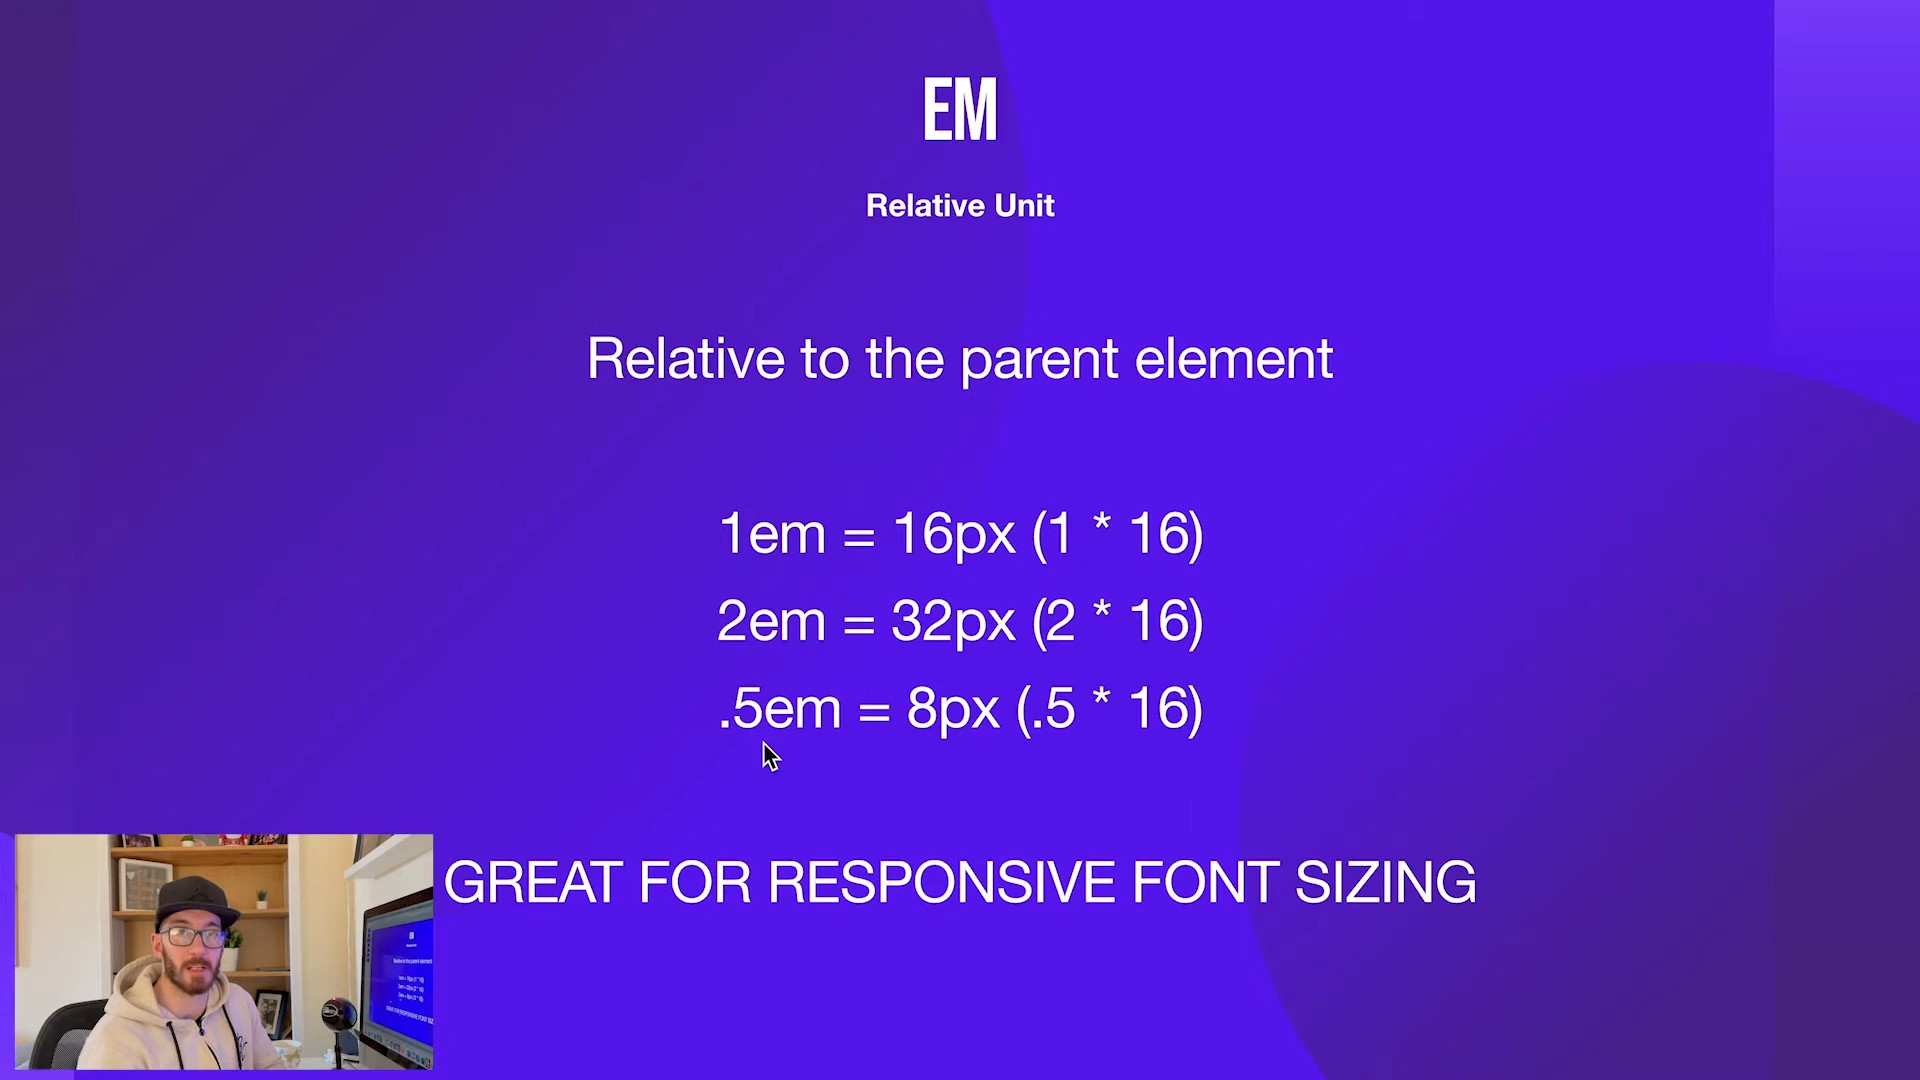 EM
Relative Unit
Relative to the parent element
1em = 16px (1 * 16)
2em = 32px (2 * 16)
.5em = 8px (.5 * 16)
GREAT FOR RESPONSIVE FONT SIZING